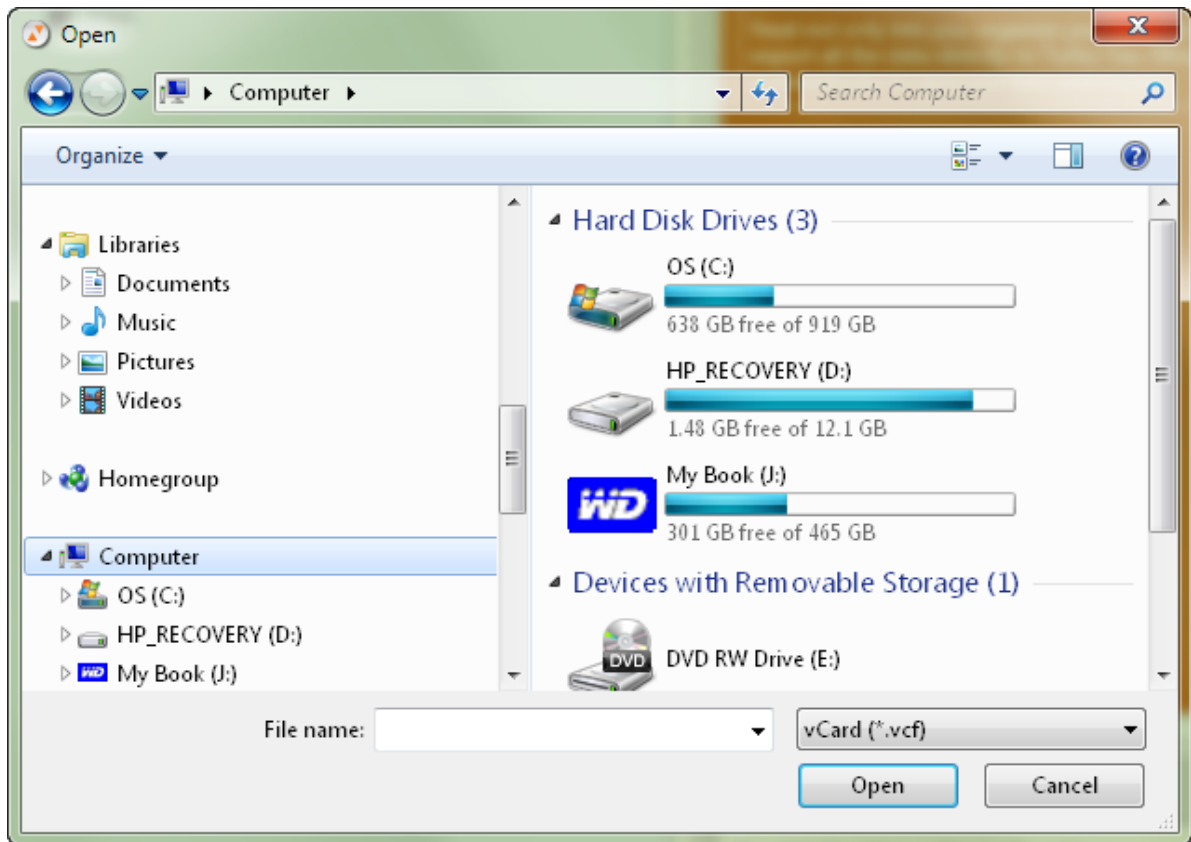 Open
Computer
Search Computer
Organize
Libraries
Documents
Music
Pictures
Videos
Homegroup
Computer
OS (C:)
HP_RECOVERY (D:)
My Book (J:)
Hard Disk Drives (3)
OS (C:)
638 GB free of 919 GB
HP_RECOVERY (D:)
1.48 GB free of 12.1 GB
WD
My Book (J:)
301 GB free of 465 GB
Devices with Removable Storage (1)
DVD
DVD RW Drive (E:)
File name:
vCard (*.vcf)
Open
Cancel